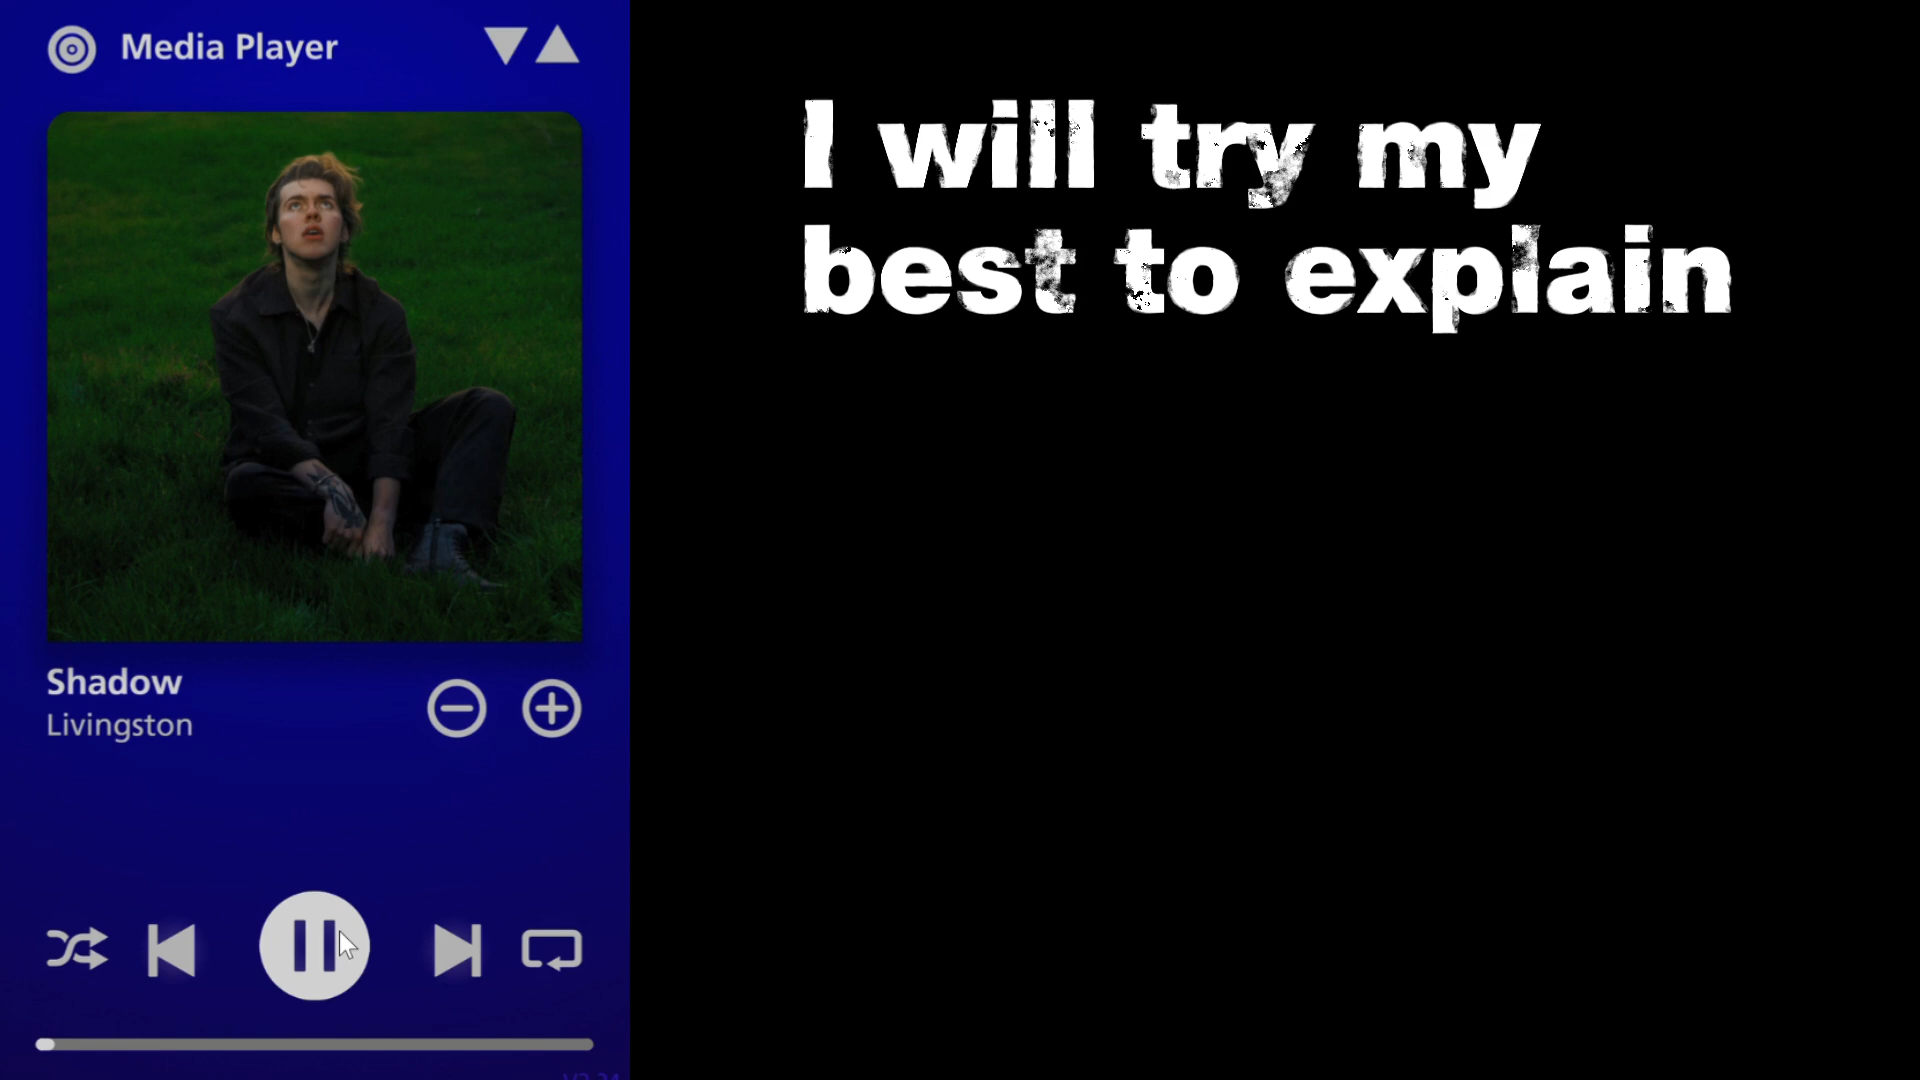 Media Player
I will try my
best to explain
Shadow
Livingston